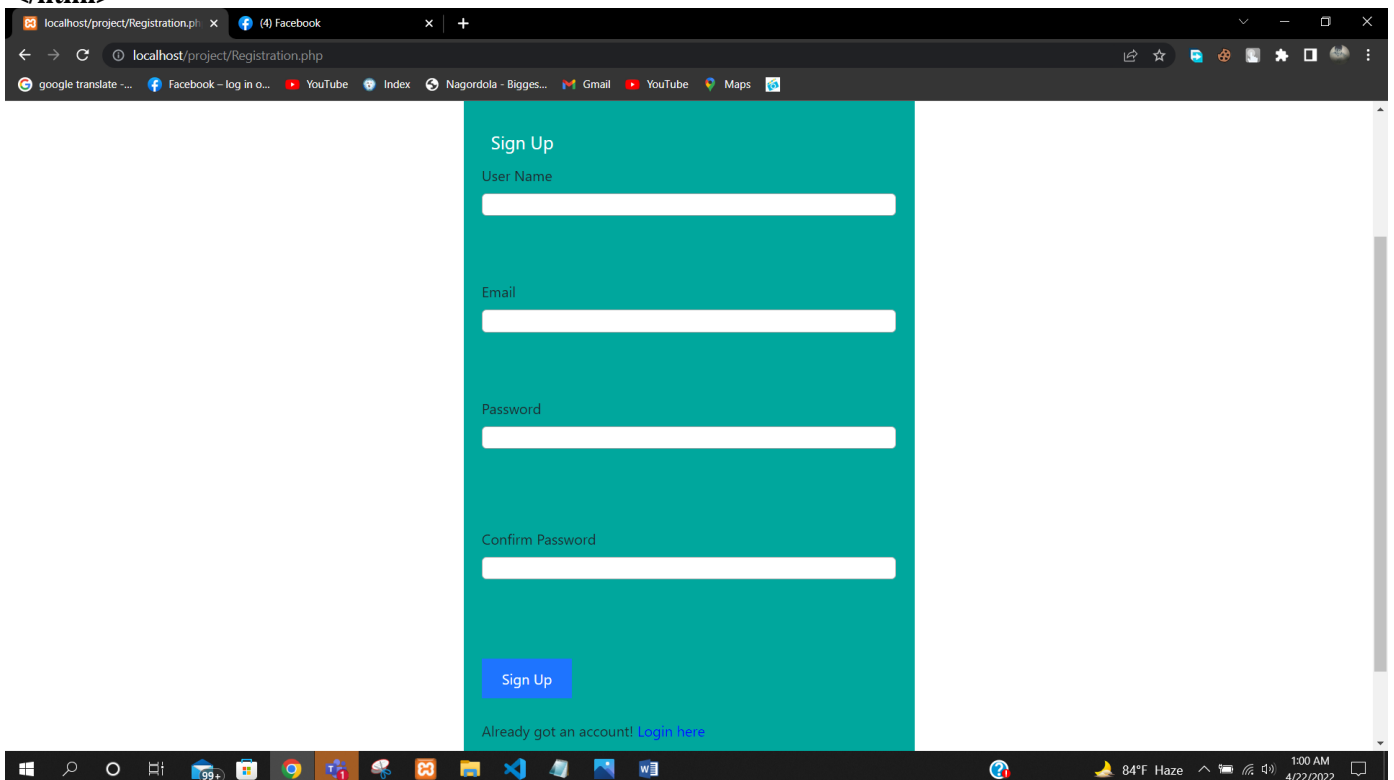 </html>
localhost/project/Registration.ph
(4) Facebook
localhost/project/Registration.php
google translate -... Facebook – log in o... YouTube Index Nagordola - Bigges... Gmail YouTube Maps
Sign Up
User Name
Email
Password
Confirm Password
Sign Up
Already got an account! Login here
99+
1
84°F Haze
1:00 AM
4/22/2022